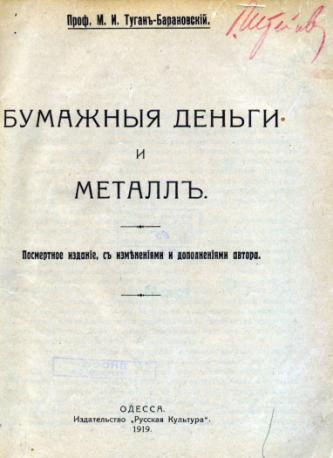 Проф. М. И. Туганъ-Барановскій.
БУМАЖНЫЯ ДЕНЬГИ
И
МЕТАЛЛЪ.
Посмертное изданіе, съ измѣненіями и дополненіями автора.
ОДЕССА.
Издательство „Русская Культура".
1919.